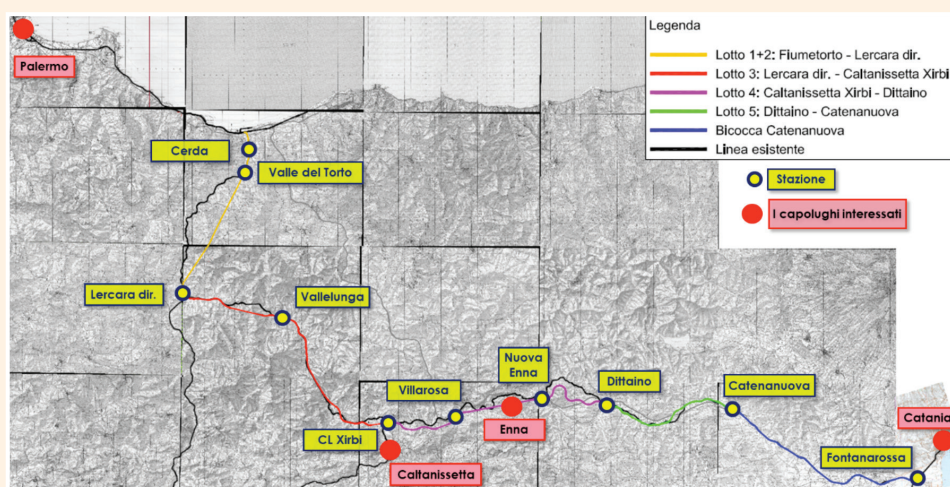 Palermo
Cerda
Valle del Torto
Lercara dir.
Vallelunga
CL Xirbi
Villarosa
Caltanissetta
Enna
Nuova
Enna
Dittaino
Catenanuova
Fontanarossa
Catania
Legenda
Lotto 1+2: Fiumetorto - Lercara dir.
Lotto 3: Lercara dir. - Caltanissetta Xirbi
Lotto 4: Caltanissetta Xirbi - Dittaino
Lotto 5; Dittaino - Catenanuova
Bicocca Catenanuova
Linea esistente
Stazione
I capolughi interessati